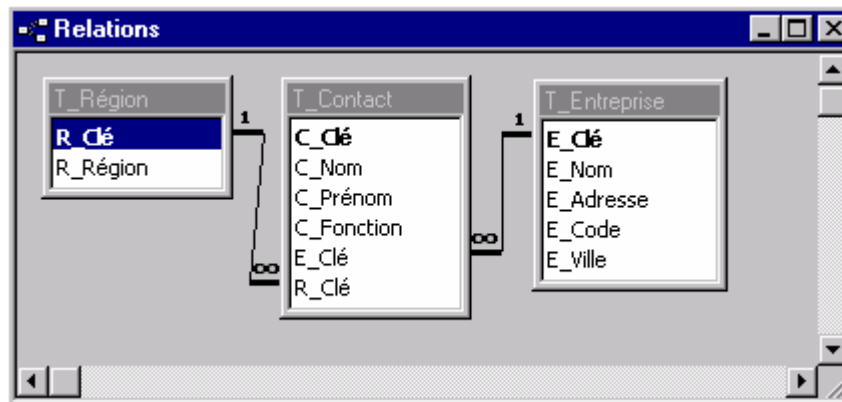 Relations
T_Région
R_Clé
R_Région
1
∞
T_Contact
C_Clé
C_Nom
C_Prénom
C_Fonction
E_Clé
R_Clé
∞
1
T_Entreprise
E_Clé
E_Nom
E_Adresse
E_Code
E_Ville